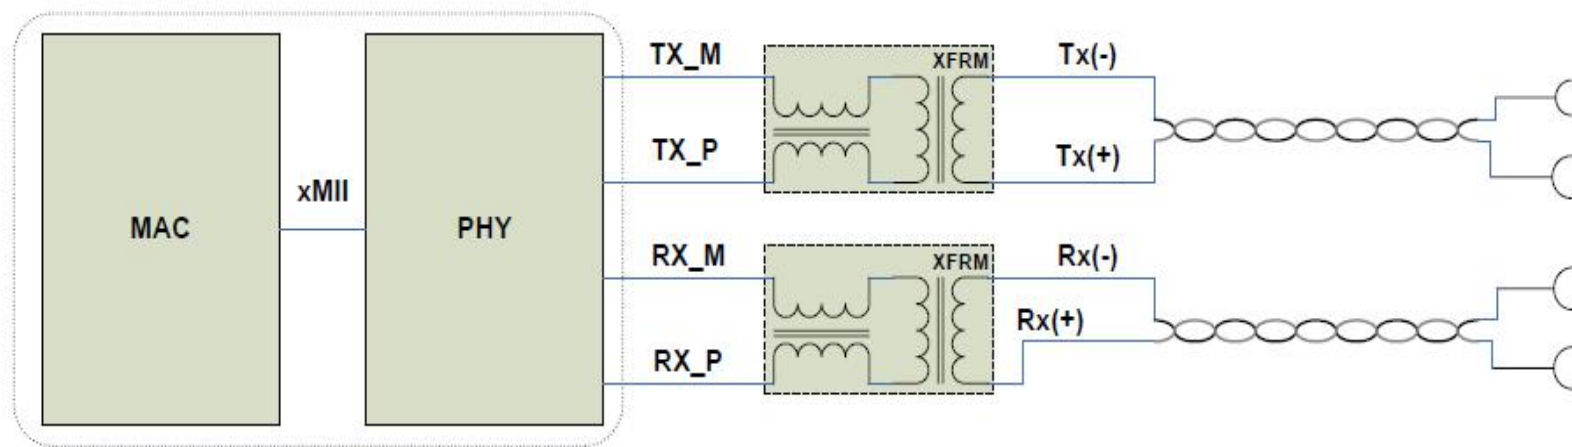 TX_M
XFRM
Tx(-)
TX_P
Tx(+)
xMII
MAC
PHY
RX_M
XFRM
Rx(-)
Rx(+)
RX_P